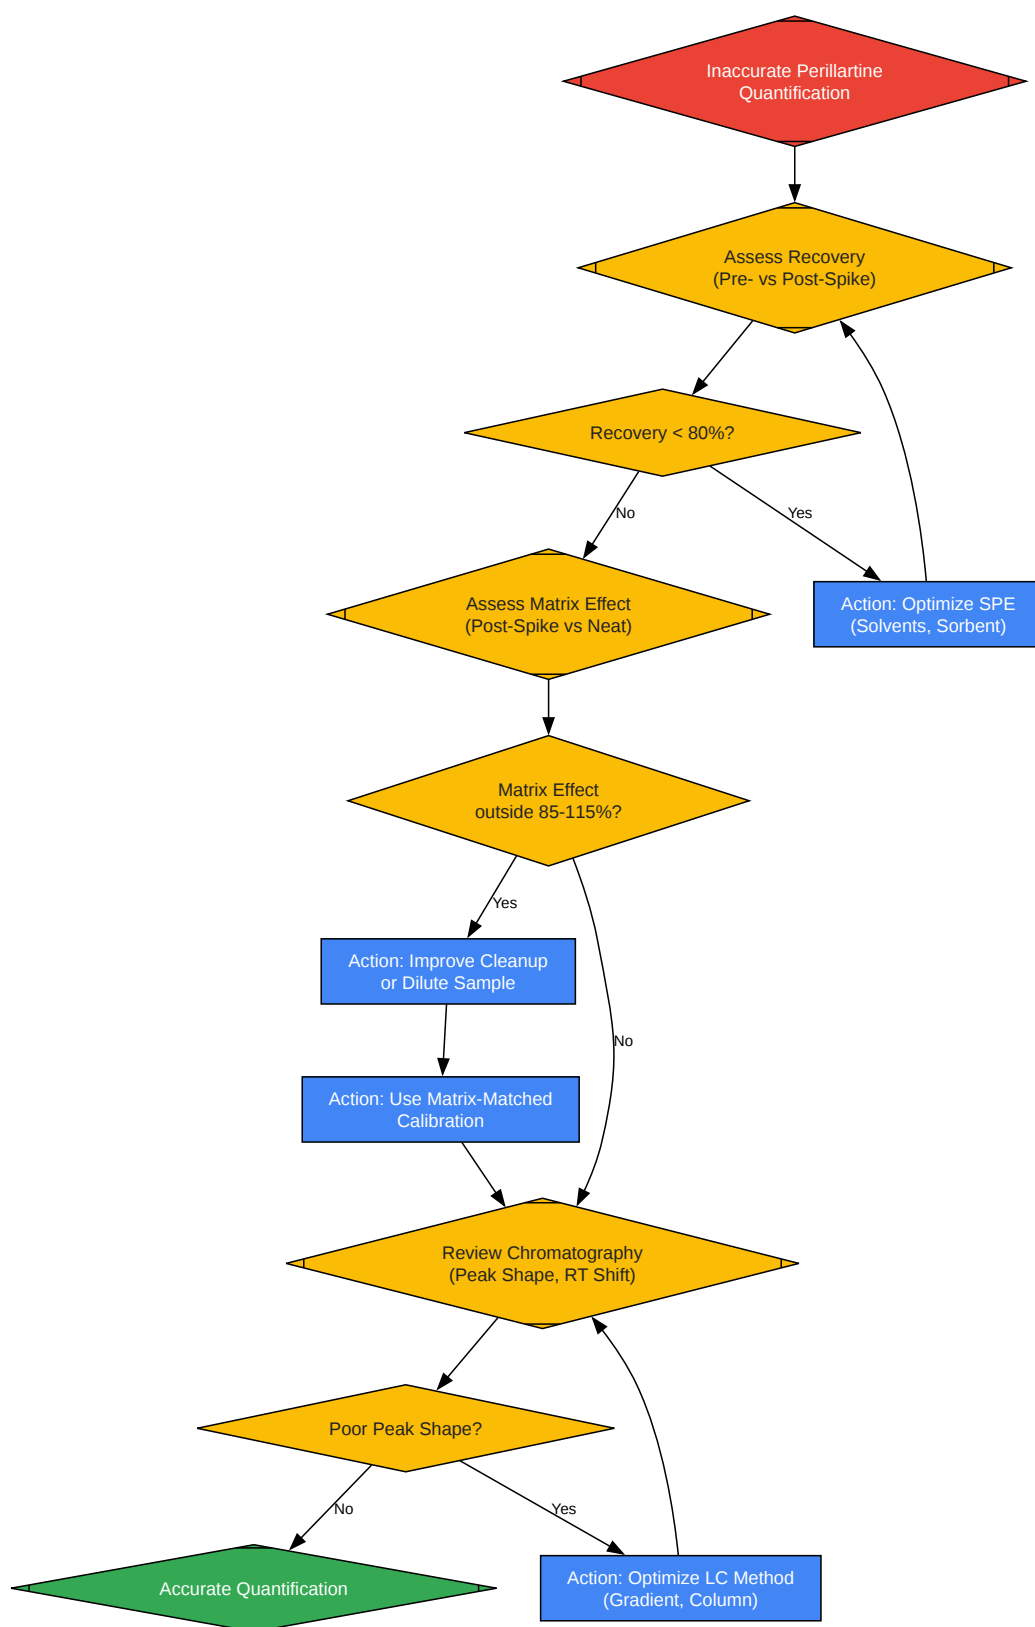 Inaccurate Perillartine
Quantification
Assess Recovery
(Pre- vs Post-Spike)
Recovery < 80%?
No
Yes
Assess Matrix Effect
(Post-Spike vs Neat)
Action: Optimize SPE
(Solvents, Sorbent)
Matrix Effect
outside 85-115%?
Yes
Action: Improve Cleanup
or Dilute Sample
No
Action: Use Matrix-Matched
Calibration
Review Chromatography
(Peak Shape, RT Shift)
Poor Peak Shape?
No
Yes
Accurate Quantification
Action: Optimize LC Method
(Gradient, Column)